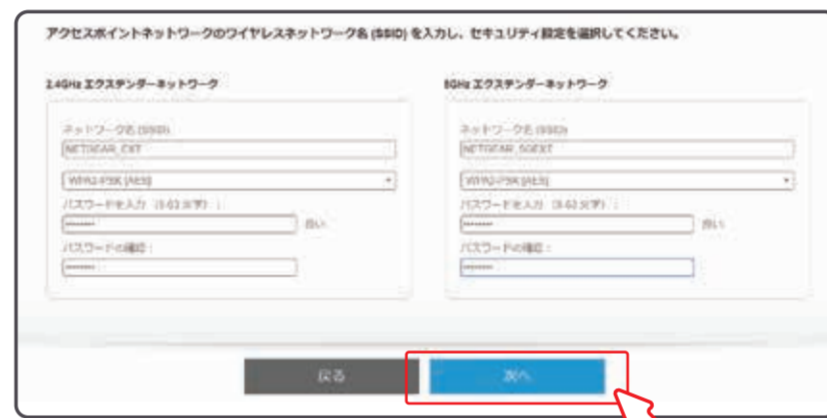 アクセスポイントネットワークのワイヤレスネットワーク名 (SSID) を入力し、セキュリティ設定を選択してください。
2.4GHz エクステンダーネットワーク
ネットワーク名 (SSID)
NETGEAR_EXT
WPA2-PSK [AES]
パスワードを入力 (8-63 文字) :
良い
パスワードの確認 :
5GHz エクステンダーネットワーク
ネットワーク名 (SSID)
NETGEAR_5GEXT
WPA2-PSK [AES]
パスワードを入力 (8-63 文字) :
良い
パスワードの確認 :
戻る
次へ